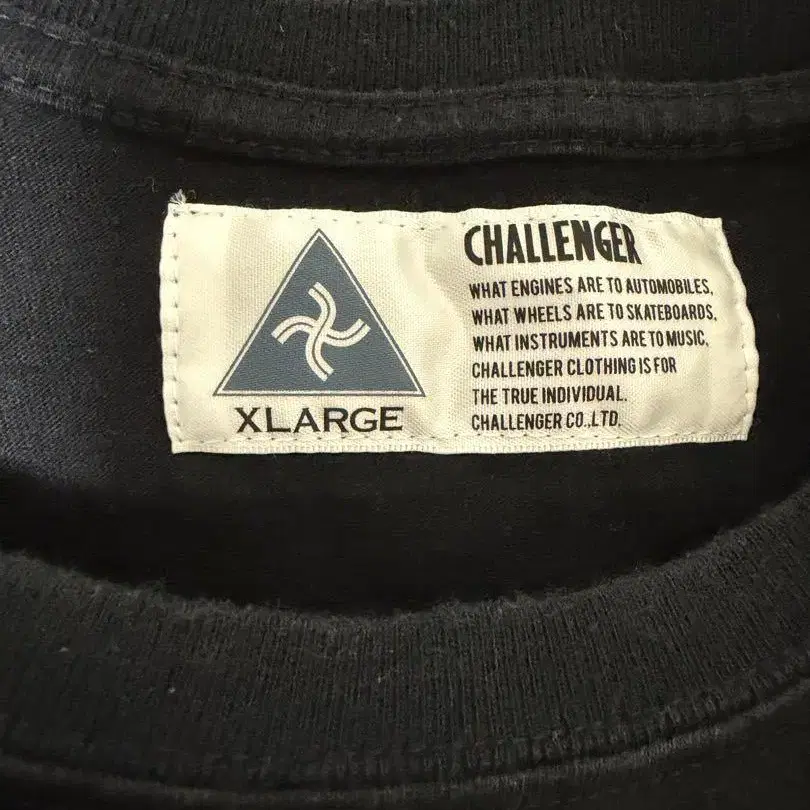 XLARGE
CHALLENGER
WHAT ENGINES ARE TO AUTOMOBILES,
WHAT WHEELS ARE TO SKATEBOARDS,
WHAT INSTRUMENTS ARE TO MUSIC,
CHALLENGER CLOTHING IS FOR
THE TRUE INDIVIDUAL.
CHALLENGER CO.,LTD.